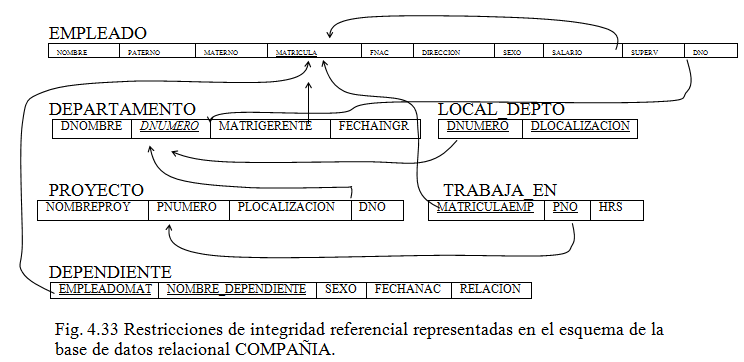 EMPLEADO
NOMBRE PATERNO MATERNO MATRICULA FNAC DIRECCION SEXO SALARIO SUPERV DNO
DEPARTAMENTO LOCAL_DEPTO
DNOMBRE DNUMERO MATRIGERENTE FECHAINGR DNUMERO DLOCALIZACION
PROYECTO TRABAJA_EN
NOMBREPROY PNUMERO PLOCALIZACION DNO MATRICULAEMP PNO HRS
DEPENDIENTE
EMPLEADOMAT NOMBRE_DEPENDIENTE SEXO FECHANAC RELACION
Fig. 4.33 Restricciones de integridad referencial representadas en el esquema de la
base de datos relacional COMPAÑIA.